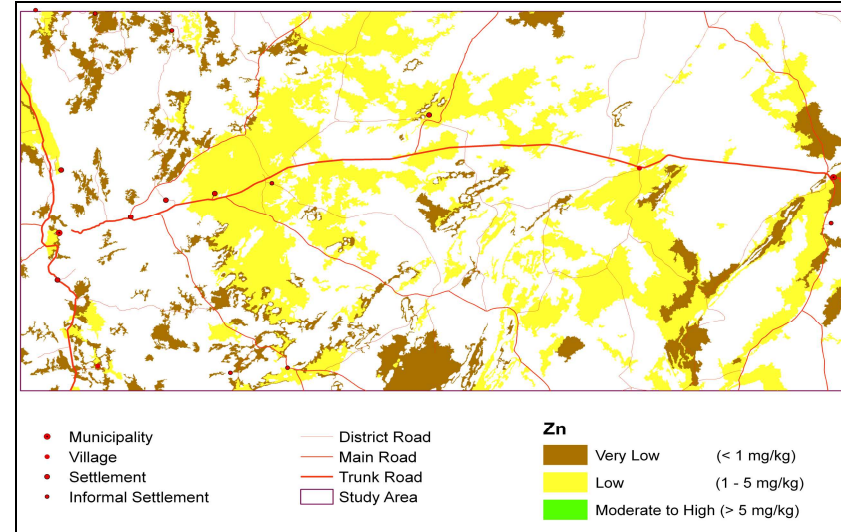 Municipality
Village
Settlement
Informal Settlement
District Road
Main Road
Trunk Road
Study Area
Zn
Very Low (< 1 mg/kg)
Low (1 - 5 mg/kg)
Moderate to High (> 5 mg/kg)